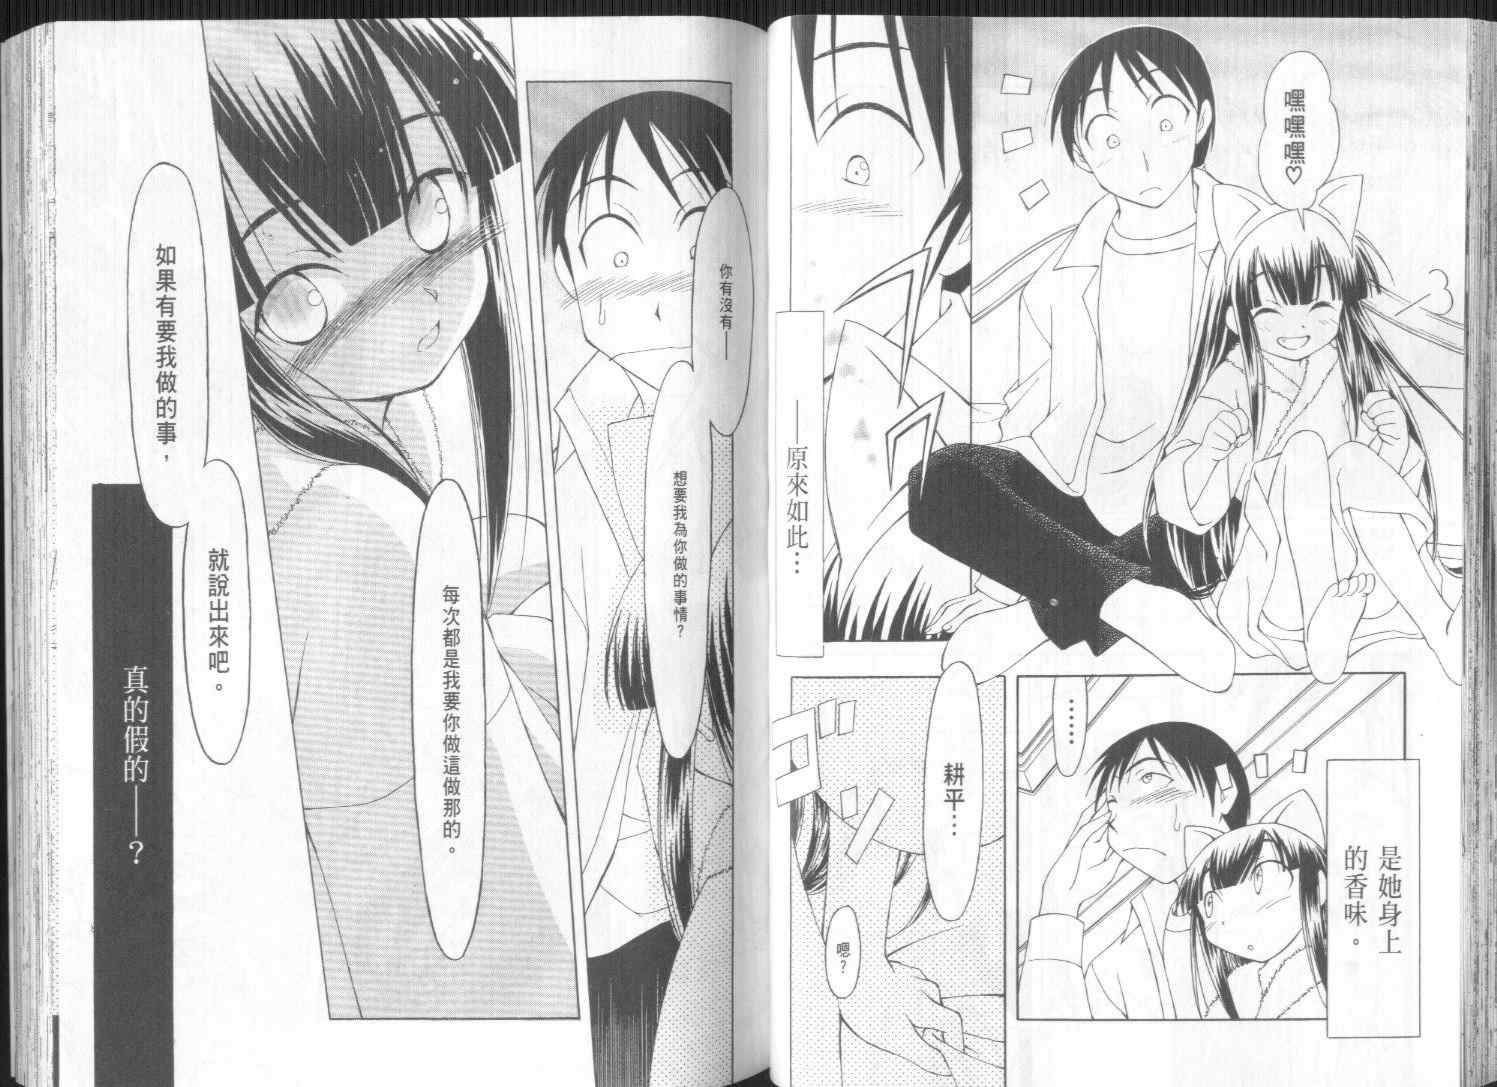 嘿嘿嘿♡
——原來如此…
是她身上
的香味。
……
耕平…
嗯？
你有沒有—
想要我為你做的事情？
每次都是我要你做這做那的。
如果有要我做的事，
就說出來吧。
真的假的——？